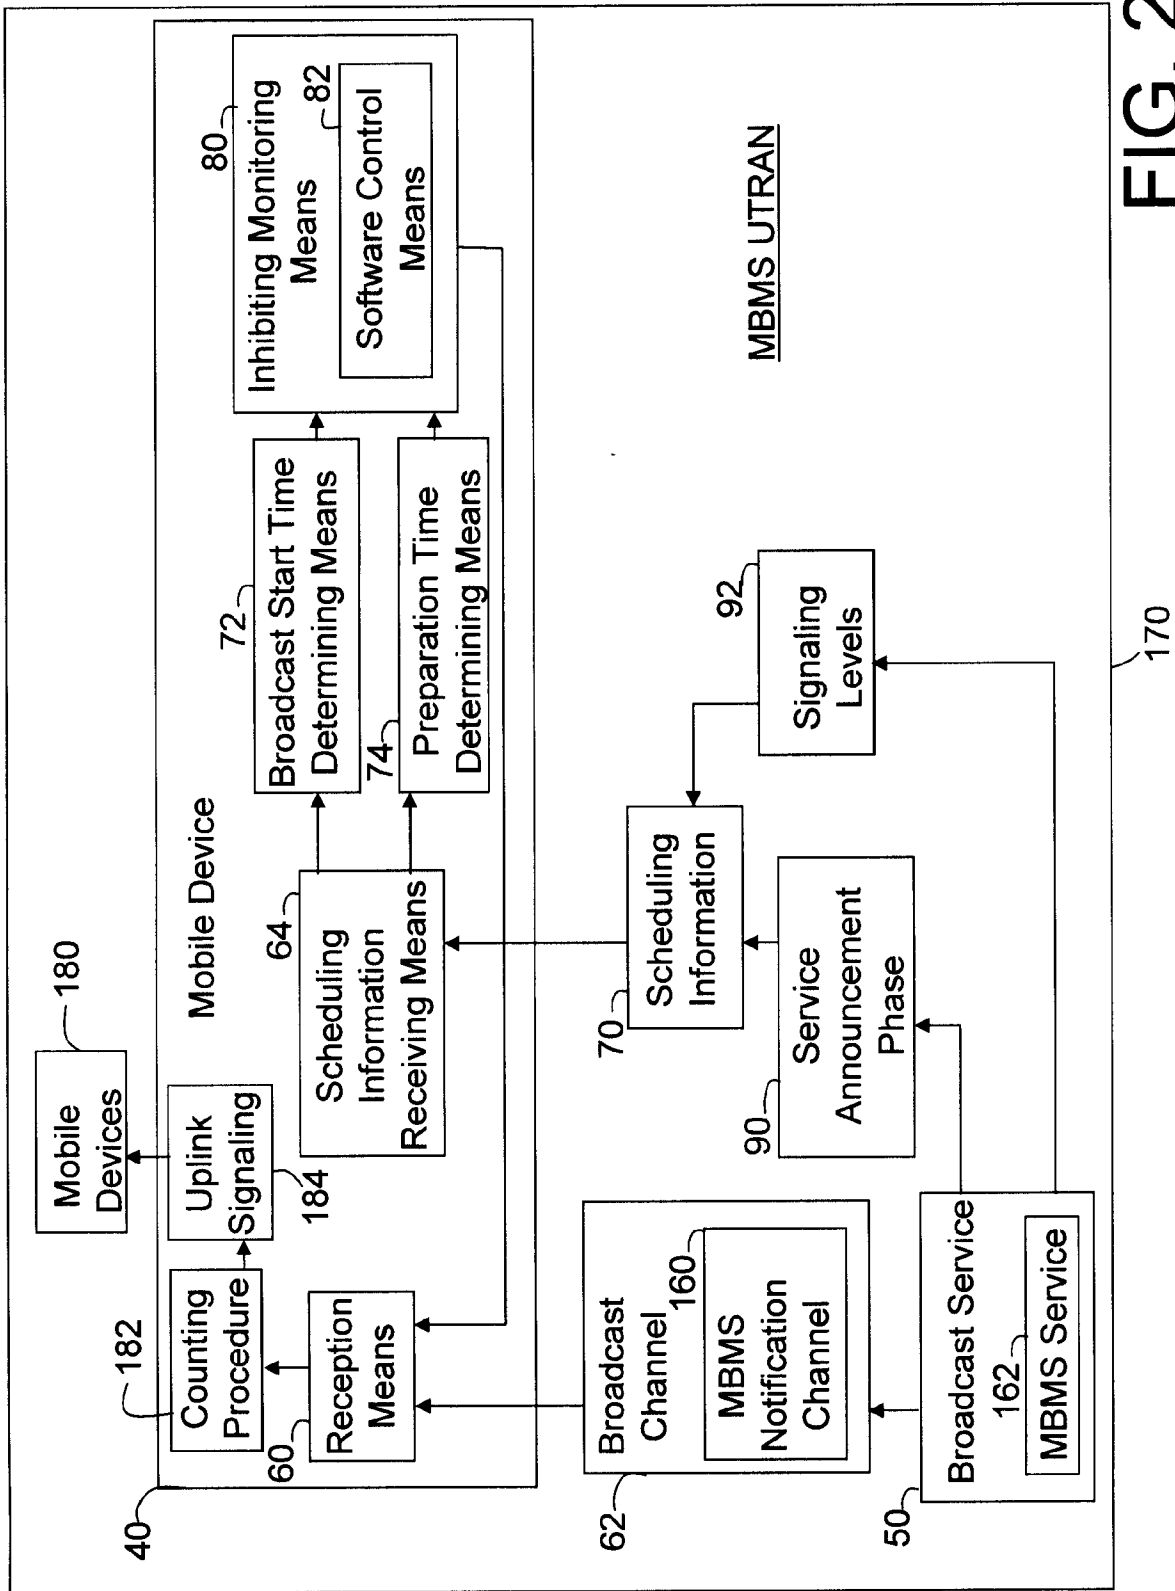 180
Mobile
Devices
40
Mobile Device
182
Counting
Procedure
Uplink
Signaling
184
60
Reception
Means
64
Scheduling
Information
Receiving Means
72
Broadcast Start Time
Determining Means
74
Preparation Time
Determining Means
80
Inhibiting Monitoring
Means
82
Software Control
Means
62
Broadcast
Channel
160
MBMS
Notification
Channel
70
Scheduling
Information
90
Service
Announcement
Phase
92
Signaling
Levels
MBMS UTRAN
50
Broadcast Service
162
MBMS Service
170
FIG. 2